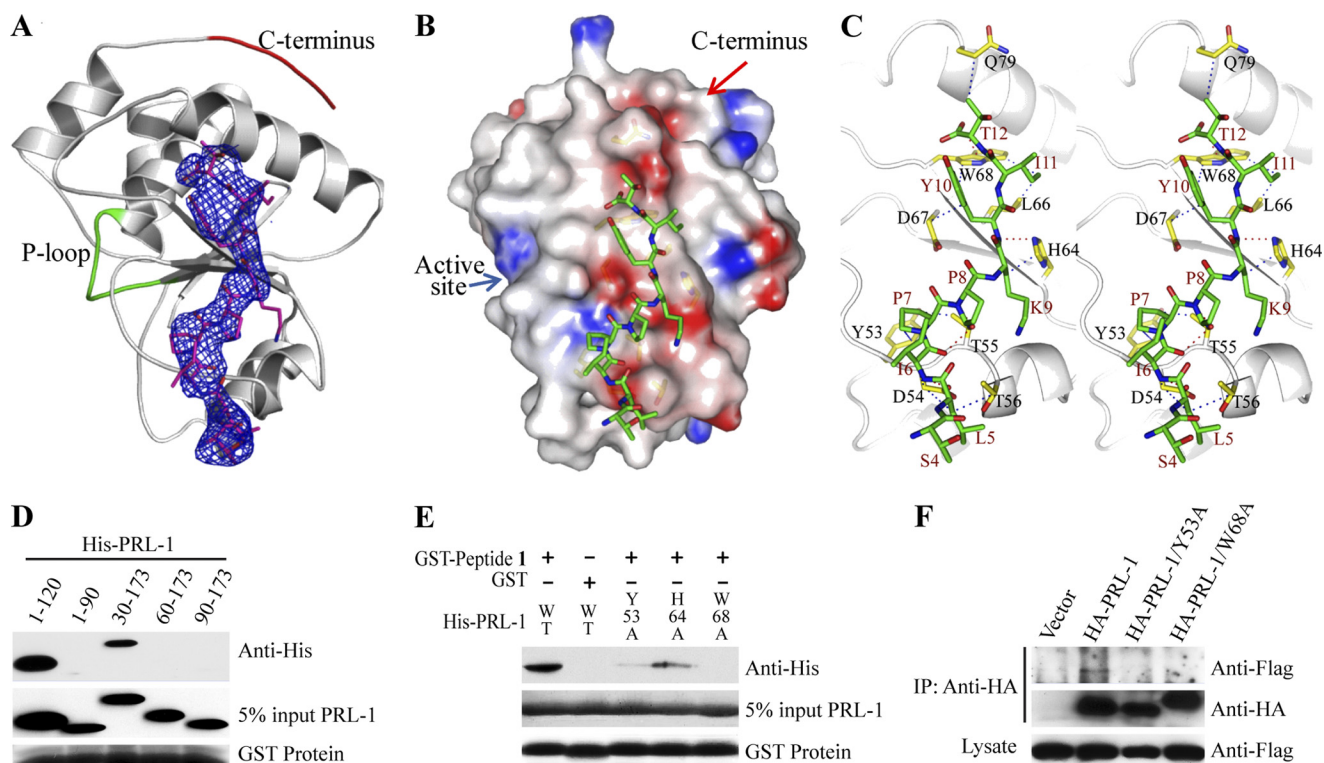 A
C-terminus
P-loop
B
C-terminus
Active
site
C
Q79
T12
I11
W68
Y10
L66
D67
H64
P8
P7
K9
Y53
T55
I6
D54
T56
L5
S4
Q79
T12
I11
W68
Y10
L66
D67
H64
P8
P7
K9
Y53
T55
I6
D54
T56
L5
S4
D
His-PRL-1
1-120 1-90 30-173 60-173 90-173
Anti-His
5% input PRL-1
GST Protein
E
GST-Peptide 1 + – + + +
GST – + – – –
His-PRL-1 WT WT Y53A H64A W68A
Anti-His
5% input PRL-1
GST Protein
F
Vector HA-PRL-1 HA-PRL-1/Y53A HA-PRL-1/W68A
IP: Anti-HA
Anti-Flag
Anti-HA
Lysate Anti-Flag